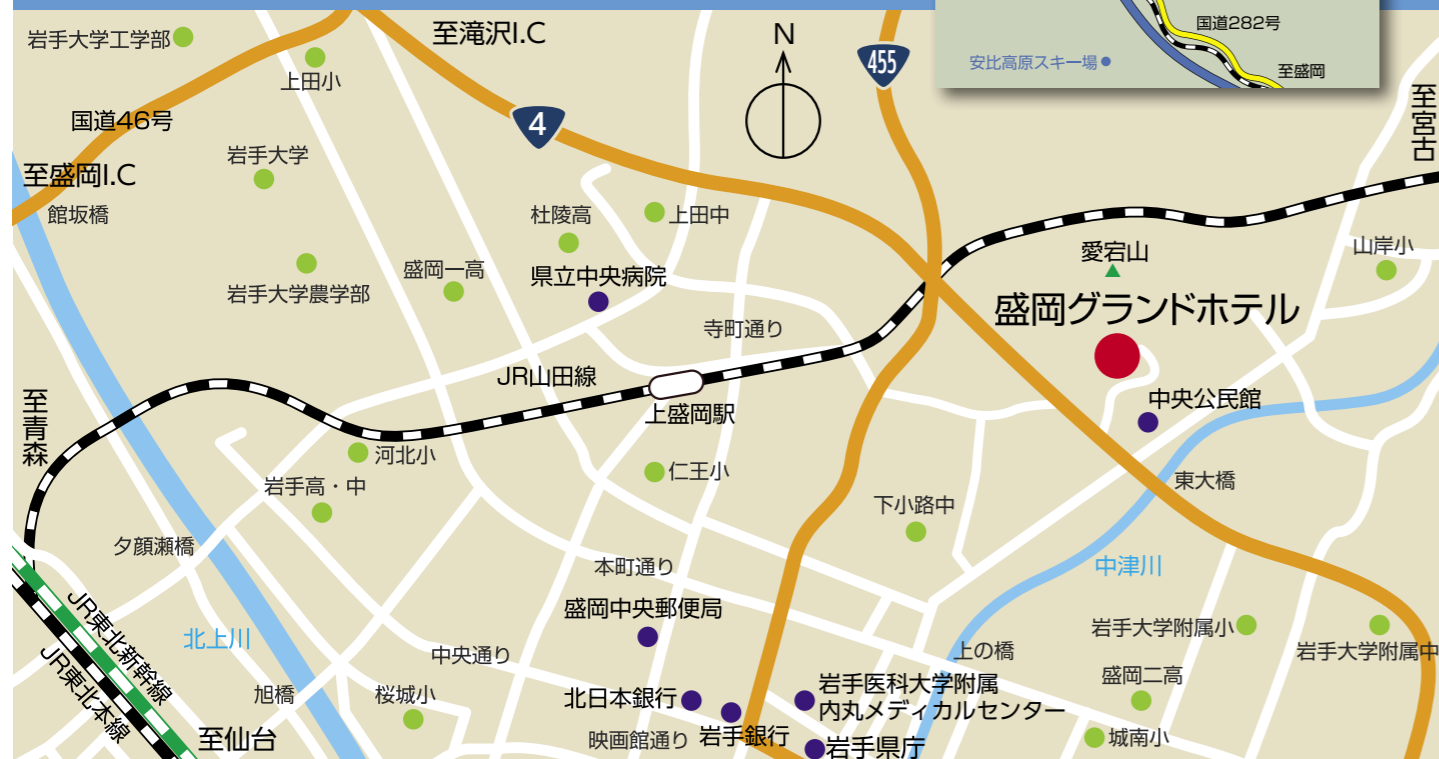 国道282号
安比高原スキー場
至盛岡
岩手大学工学部
至滝沢I.C
N
455
上田小
4
至宮古
国道46号
岩手大学
至盛岡I.C
館坂橋
杜陵高
上田中
愛宕山
山岸小
盛岡一高
県立中央病院
岩手大学農学部
盛岡グランドホテル
寺町通り
JR山田線
至青森
上盛岡駅
中央公民館
河北小
仁王小
岩手高・中
東大橋
下小路中
夕顔瀬橋
本町通り
中津川
盛岡中央郵便局
JR東北新幹線
JR東北本線
北上川
岩手大学附属小
岩手大学附属中
中央通り
上の橋
盛岡二高
旭橋
桜城小
北日本銀行
岩手医科大学附属
内丸メディカルセンター
至仙台
映画館通り
岩手銀行
岩手県庁
城南小